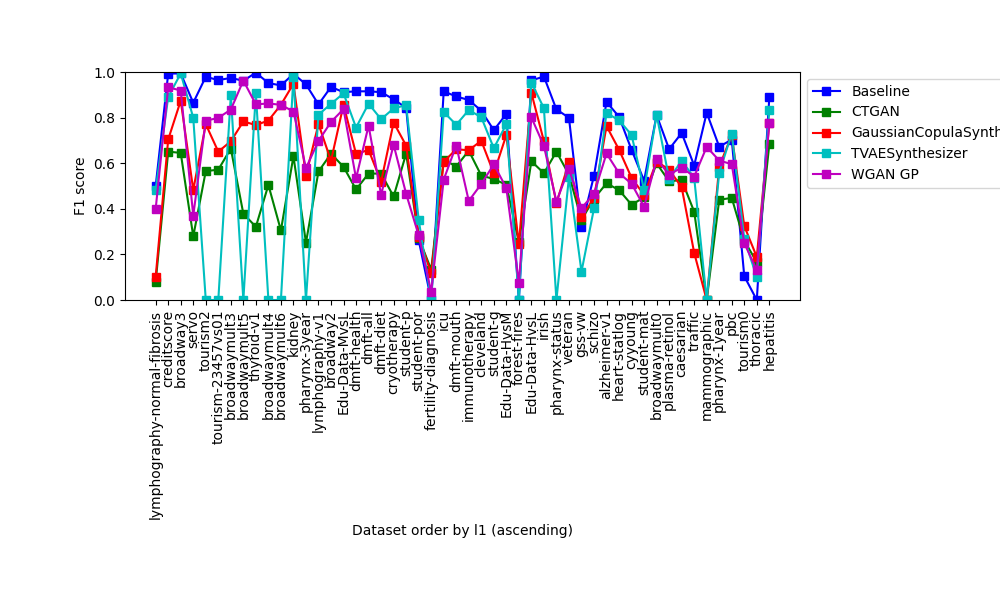 1.0
0.8
0.6
0.4
0.2
0.0
F1 score
lymphography-normal-fibrosis
creditscore
broadway3
servo
tourism2
tourism-23457vs01
broadwaymult3
broadwaymult5
thyroid-v1
broadwaymult4
broadwaymult6
kidney
pharynx-3year
lymphography-v1
broadway2
Edu-Data-MvsL
dmft-health
dmft-all
dmft-diet
cryotherapy
student-p
student-por
fertility-diagnosis
icu
dmft-mouth
immunotherapy
cleveland
student-g
Edu-Data-HvsM
forest-fires
Edu-Data-HvsL
irish
pharynx-status
veteran
gss-vw
schizo
alzheimer-v1
heart-statlog
cyyoung
student-mat
broadwaymult0
plasma-retinol
caesarian
traffic
mammographic
pharynx-1year
pbc
tourism0
thoracic
hepatitis
Dataset order by l1 (ascending)
Baseline
CTGAN
GaussianCopulaSynth
TVAESynthesizer
WGAN GP